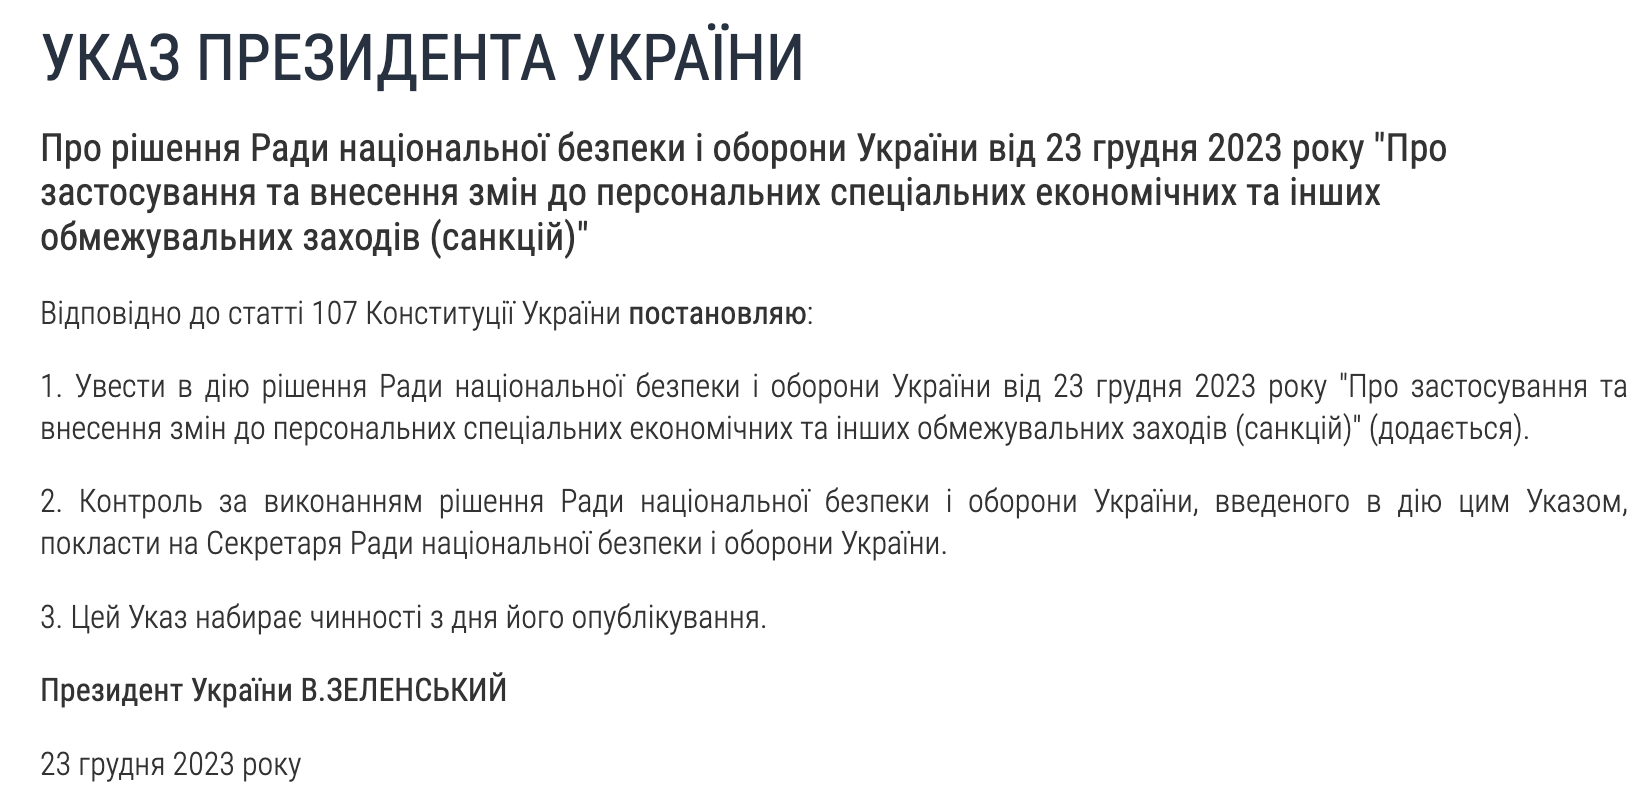 УКАЗ ПРЕЗИДЕНТА УКРАЇНИ
Про рішення Ради національної безпеки і оборони України від 23 грудня 2023 року "Про
застосування та внесення змін до персональних спеціальних економічних та інших
обмежувальних заходів (санкцій)"
Відповідно до статті 107 Конституції України постановляю:
1. Увести в дію рішення Ради національної безпеки і оборони України від 23 грудня 2023 року "Про застосування та
внесення змін до персональних спеціальних економічних та інших обмежувальних заходів (санкцій)" (додається).
2. Контроль за виконанням рішення Ради національної безпеки і оборони України, введеного в дію цим Указом,
покласти на Секретаря Ради національної безпеки і оборони України.
3. Цей Указ набирає чинності з дня його опублікування.
Президент України В.ЗЕЛЕНСЬКИЙ
23 грудня 2023 року